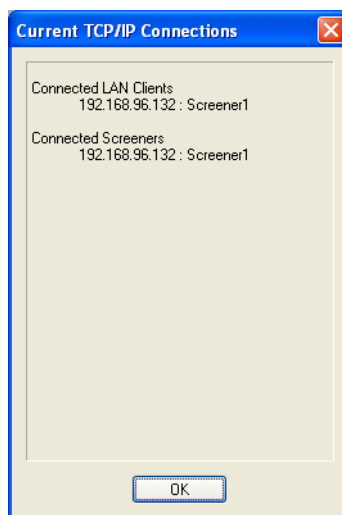 Current TCP/IP Connections
Connected LAN Clients
192.168.96.132 : Screener1
Connected Screeners
192.168.96.132 : Screener1
OK